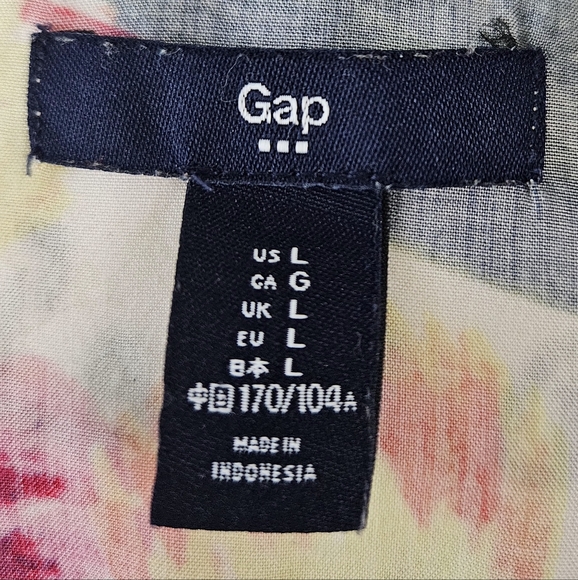 Gap
US L
CA G
UK L
EU L
日本 L
中国 170/104A
MADE IN
INDONESIA